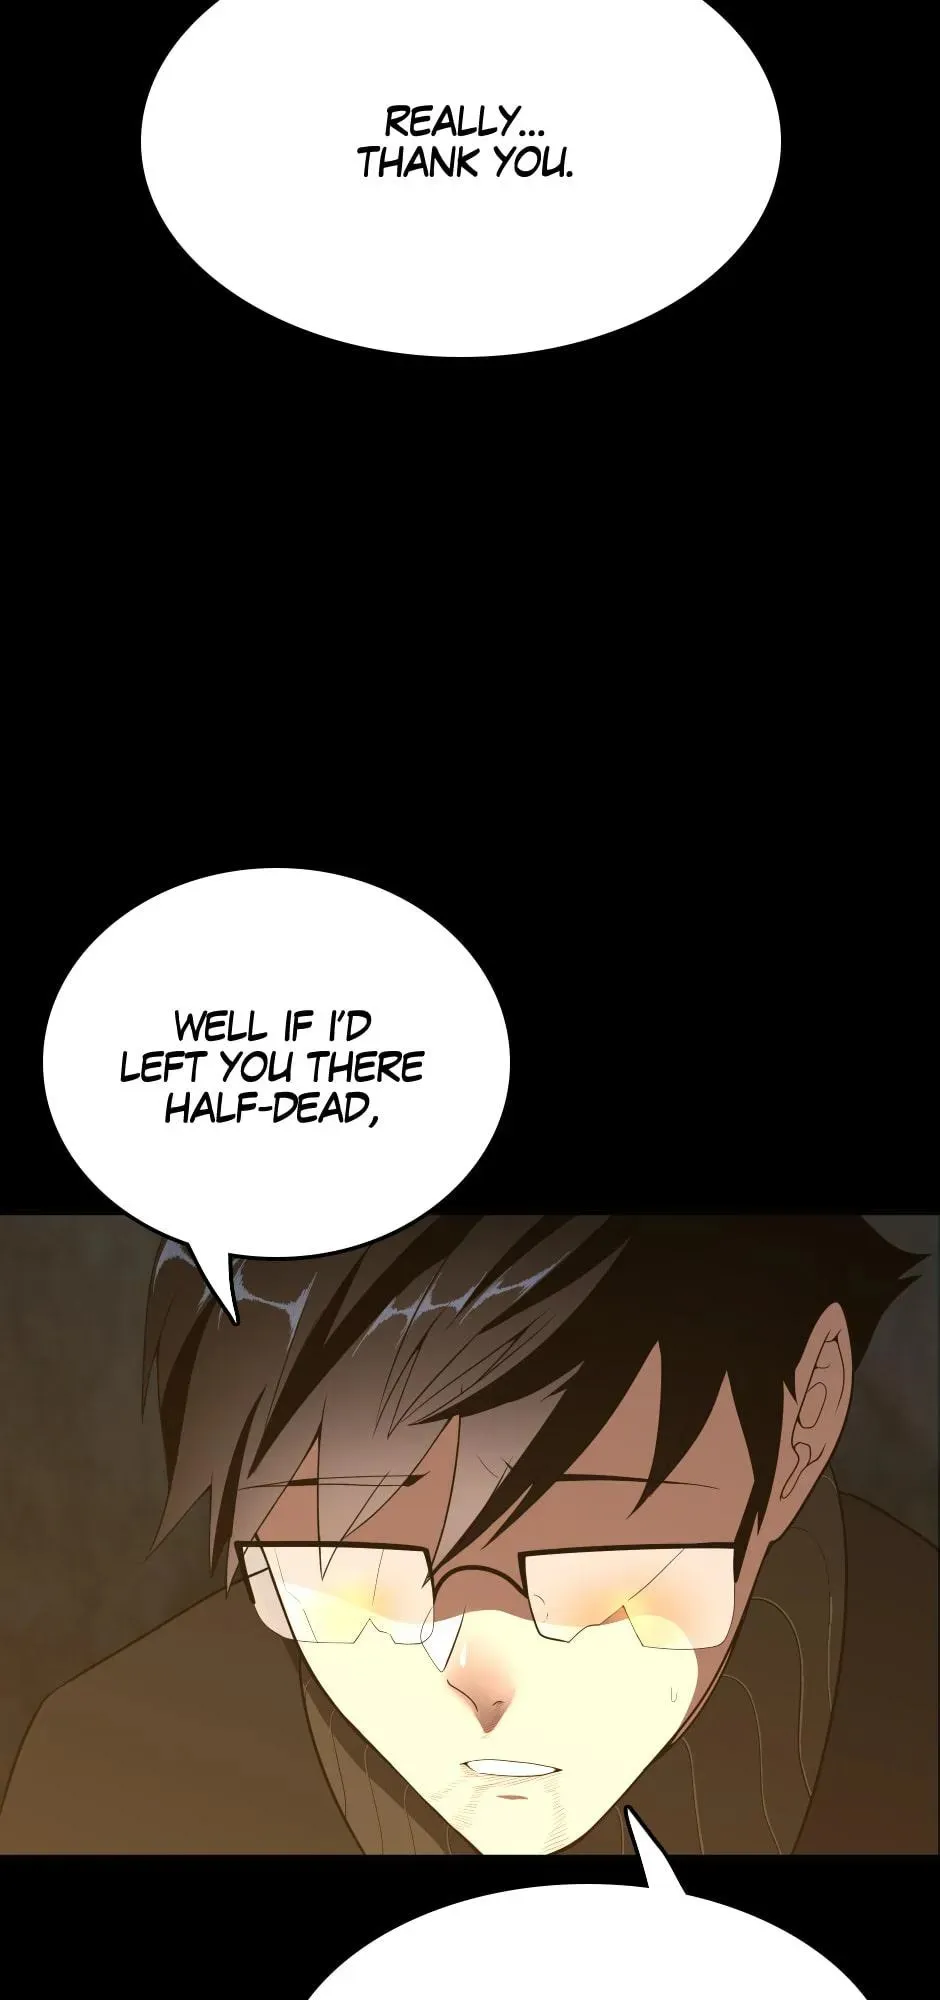 REALLY...
THANK YOU.
WELL IF I'D
LEFT YOU THERE
HALF-DEAD,